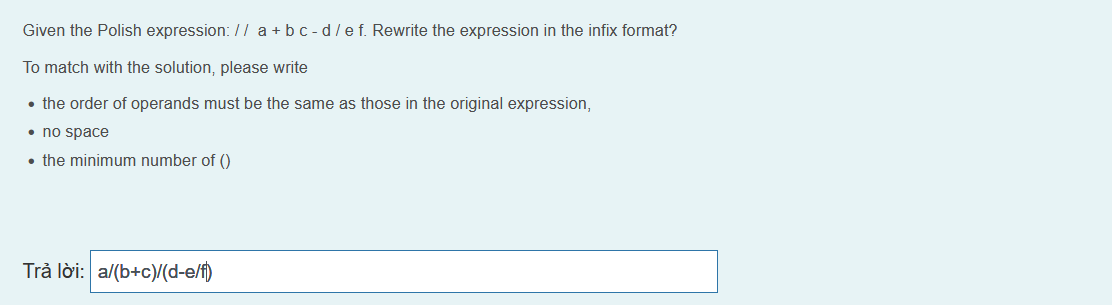 Given the Polish expression: / /  a + b c - d / e f. Rewrite the expression in the infix format?
To match with the solution, please write
• the order of operands must be the same as those in the original expression,
• no space
• the minimum number of ()
Trả lời: a/(b+c)/(d-e/f)